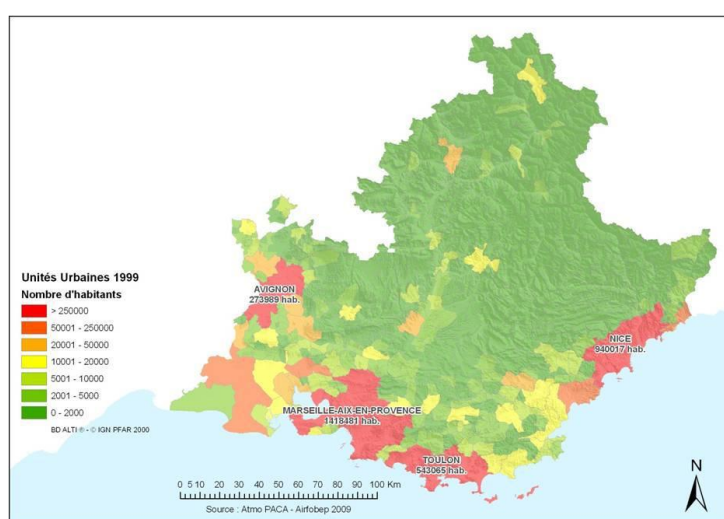 Unités Urbaines 1999
Nombre d'habitants
> 250000
50001 - 250000
20001 - 50000
10001 - 20000
5001 - 10000
2001 - 5000
0 - 2000
BD ALTI ® - © IGN PFAR 2000
AVIGNON
273989 hab.
NICE
940017 hab.
MARSEILLE-AIX-EN-PROVENCE
1418481 hab.
TOULON
543065 hab.
0 5 10 20 30 40 50 60 70 80 90 100 Km
Source : Atmo PACA - Airfobep 2009
N